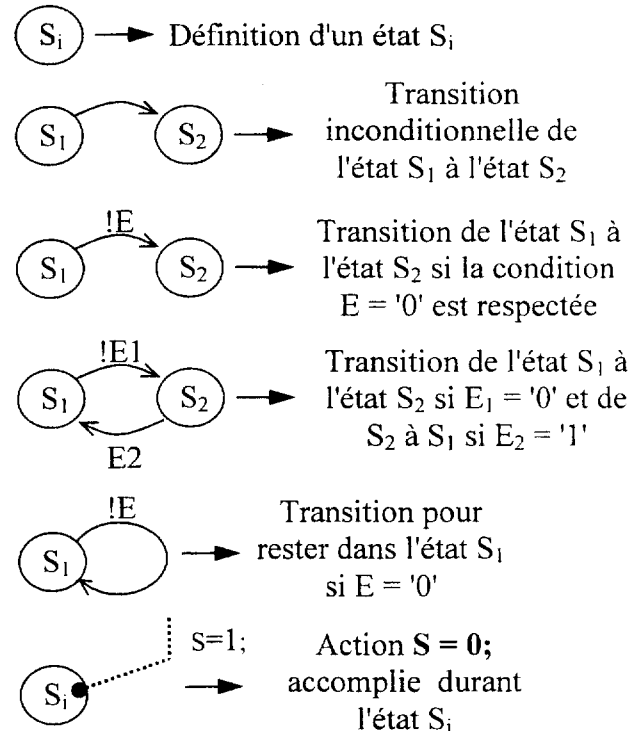 Sᵢ Définition d'un état Sᵢ
Transition
S₁ S₂ inconditionnelle de
l'état S₁ à l'état S₂
!E
Transition de l'état S₁ à
S₁ S₂ l'état S₂ si la condition
E = '0' est respectée
!E1
Transition de l'état S₁ à
S₁ S₂ l'état S₂ si E₁ = '0' et de
S₂ à S₁ si E₂ = '1'
E2
!E
Transition pour
S₁ rester dans l'état S₁
si E = '0'
S=1;
Action S = 0;
Sᵢ accomplie durant
l'état Sᵢ